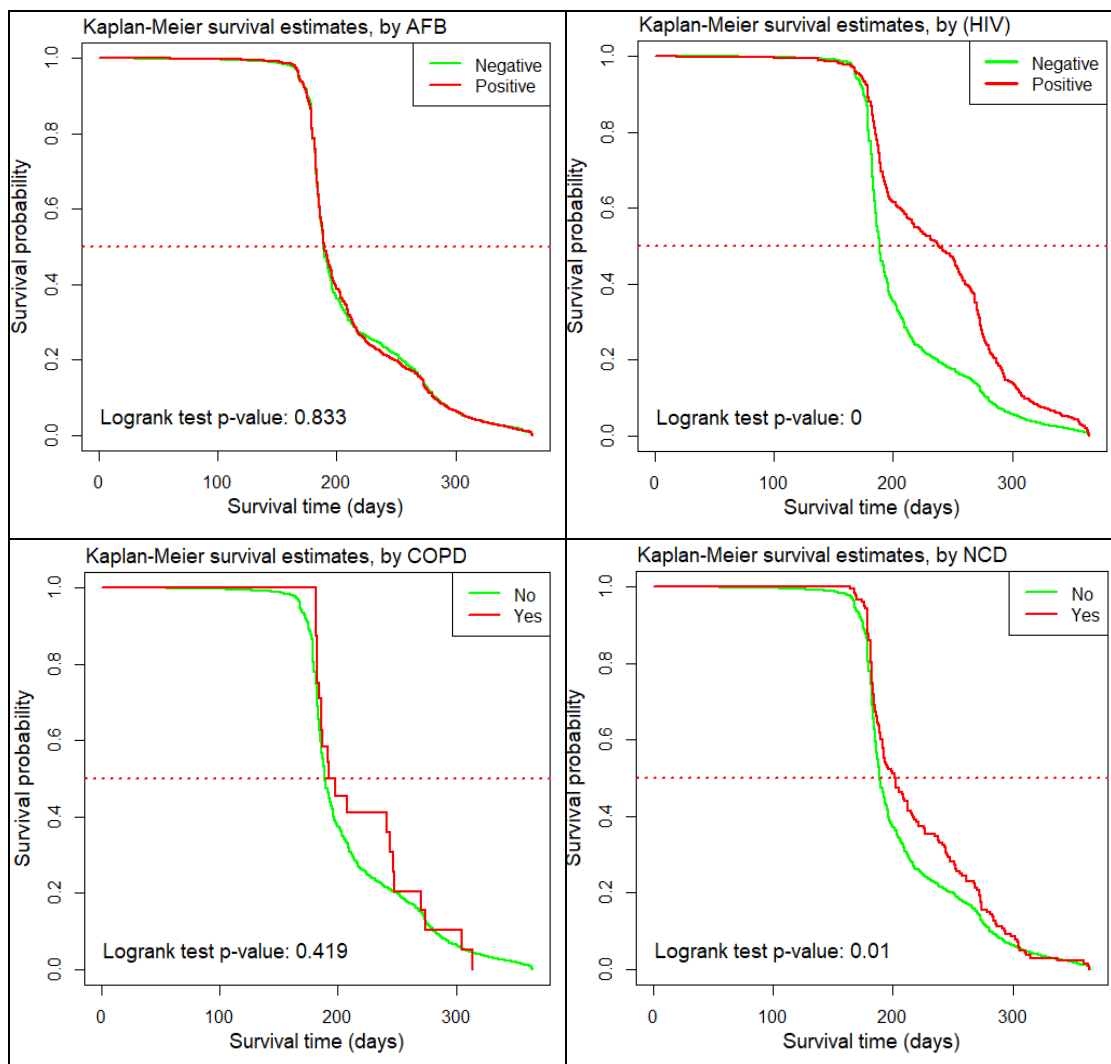 Kaplan-Meier survival estimates, by AFB
Negative
Positive
Survival probability
1.0
0.8
0.6
0.4
0.2
0.0
Logrank test p-value: 0.833
0 100 200 300
Survival time (days)
Kaplan-Meier survival estimates, by (HIV)
Negative
Positive
Survival probability
1.0
0.8
0.6
0.4
0.2
0.0
Logrank test p-value: 0
0 100 200 300
Survival time (days)
Kaplan-Meier survival estimates, by COPD
No
Yes
Survival probability
1.0
0.8
0.6
0.4
0.2
0.0
Logrank test p-value: 0.419
0 100 200 300
Survival time (days)
Kaplan-Meier survival estimates, by NCD
No
Yes
Survival probability
1.0
0.8
0.6
0.4
0.2
0.0
Logrank test p-value: 0.01
0 100 200 300
Survival time (days)